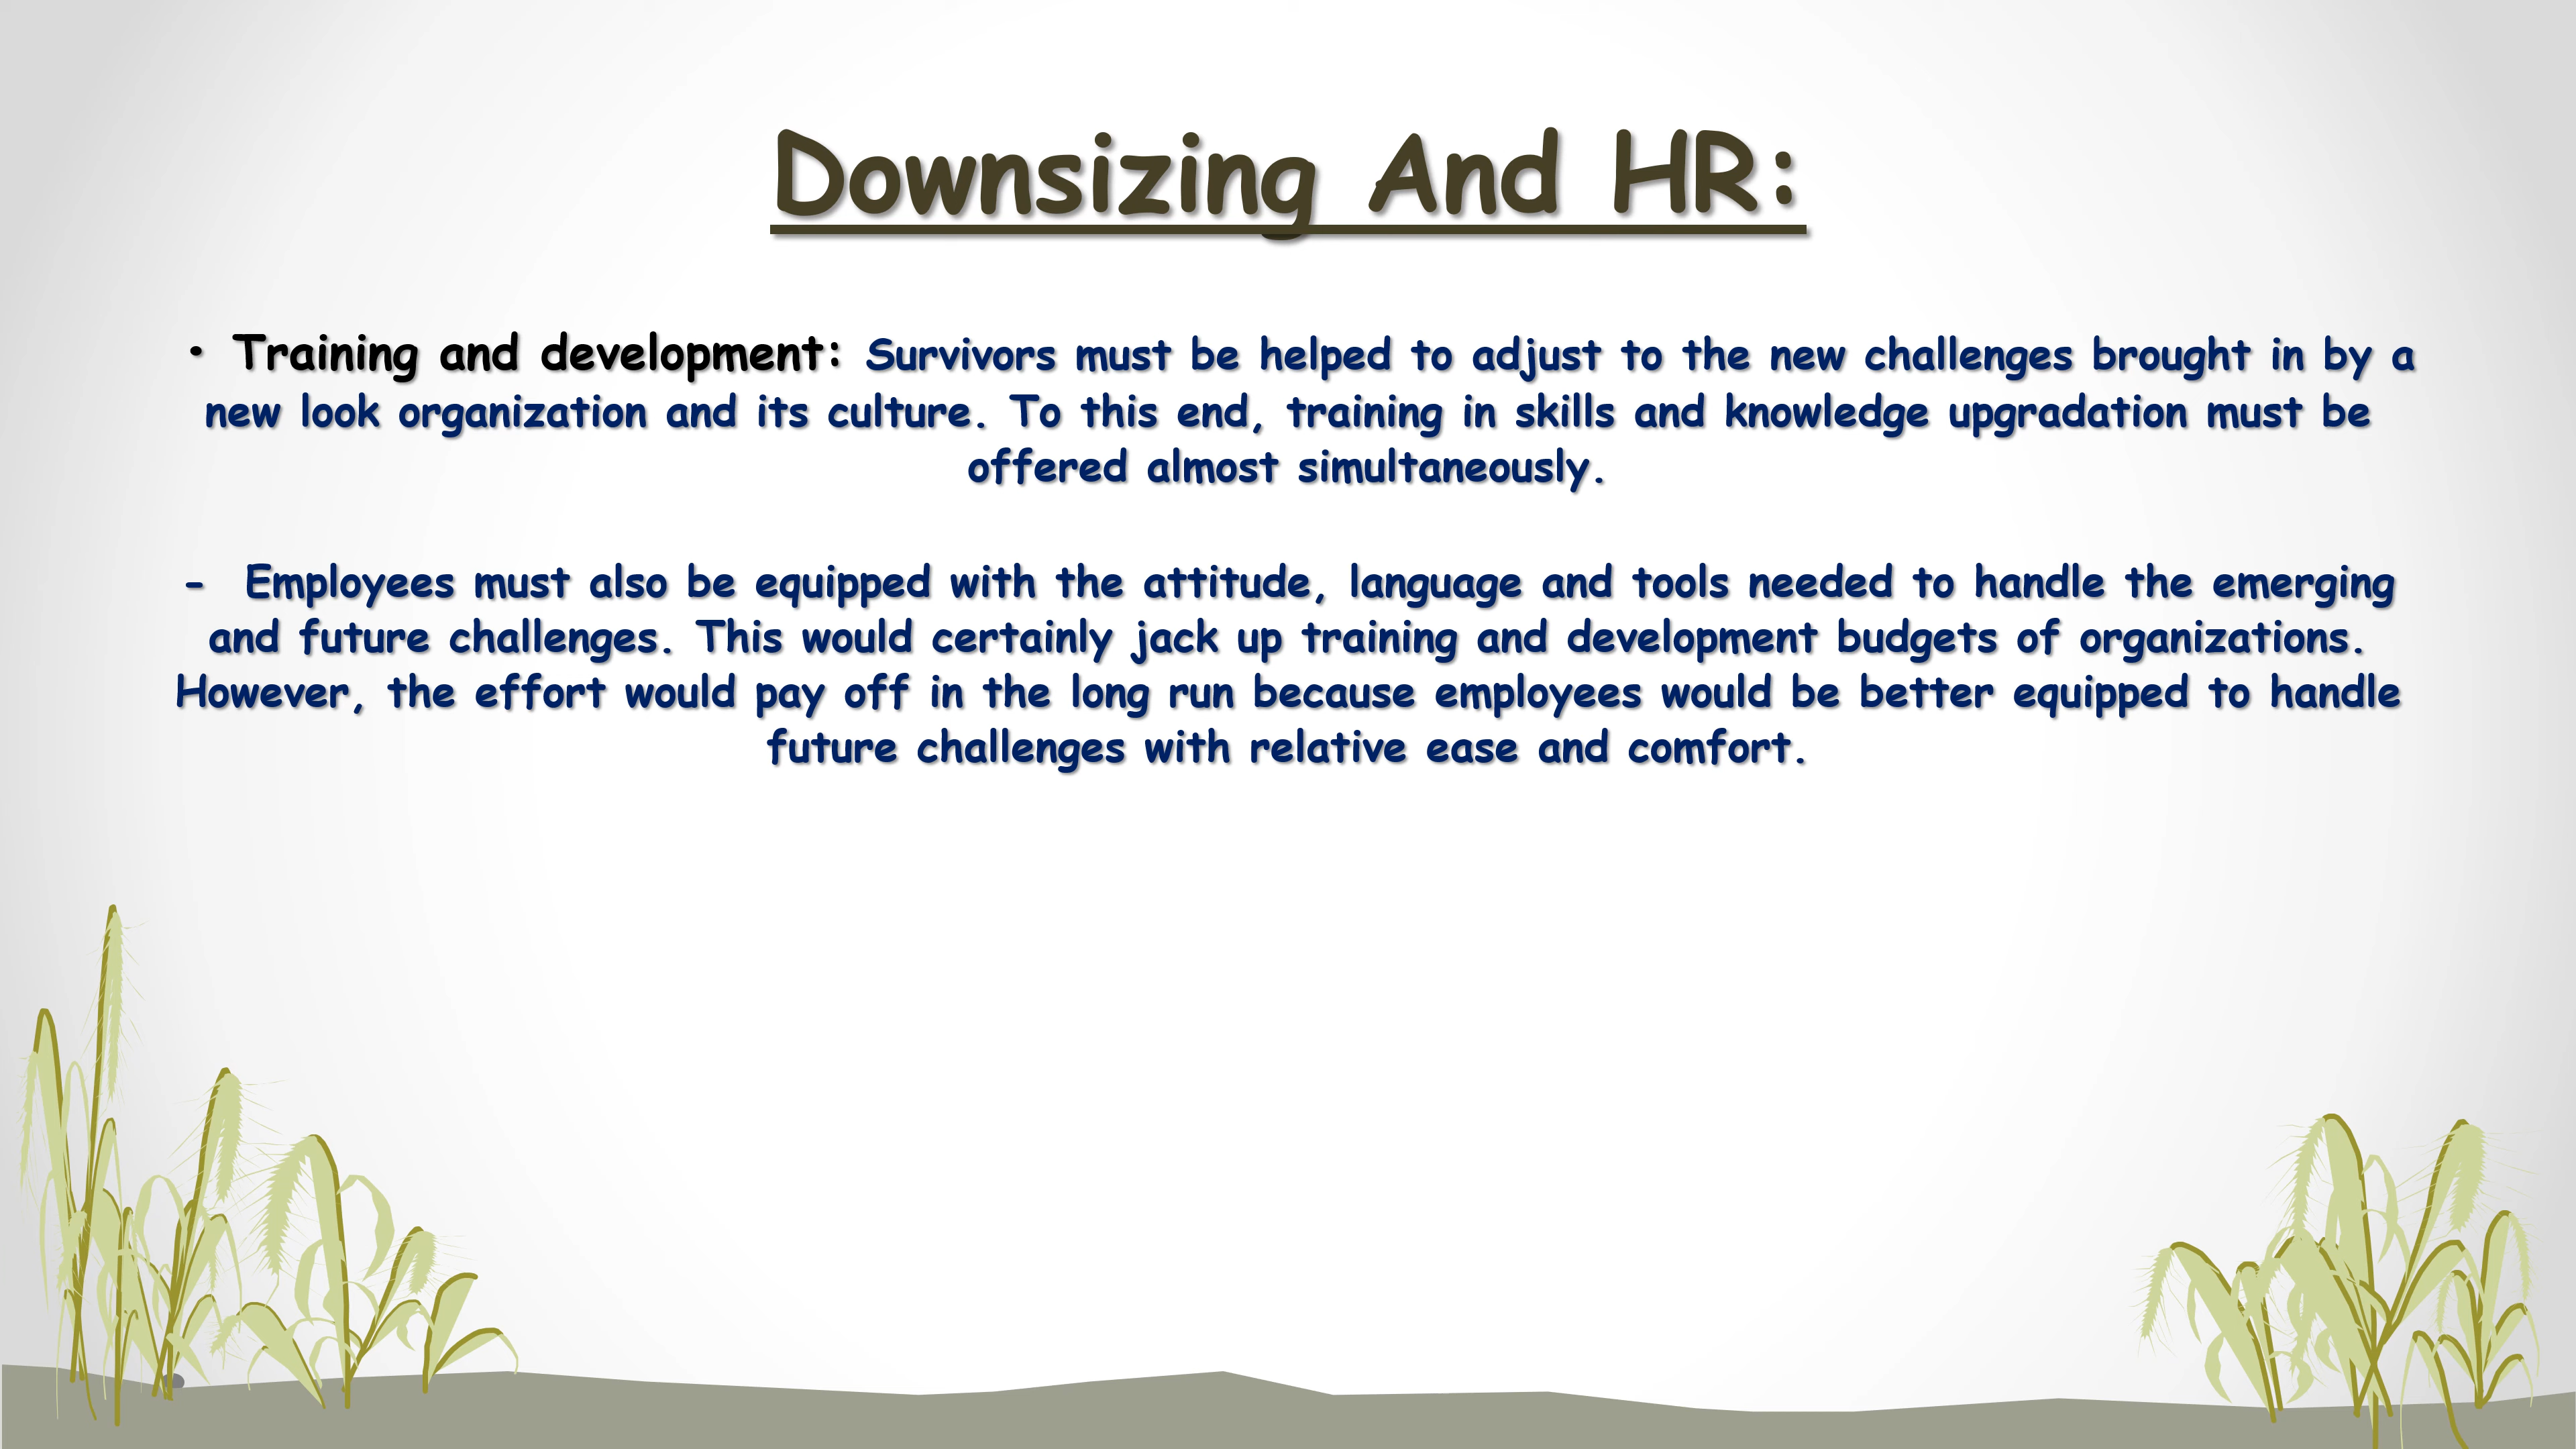 Downsizing And HR:
• Training and development: Survivors must be helped to adjust to the new challenges brought in by a
new look organization and its culture. To this end, training in skills and knowledge upgradation must be
offered almost simultaneously.
- Employees must also be equipped with the attitude, language and tools needed to handle the emerging
and future challenges. This would certainly jack up training and development budgets of organizations.
However, the effort would pay off in the long run because employees would be better equipped to handle
future challenges with relative ease and comfort.